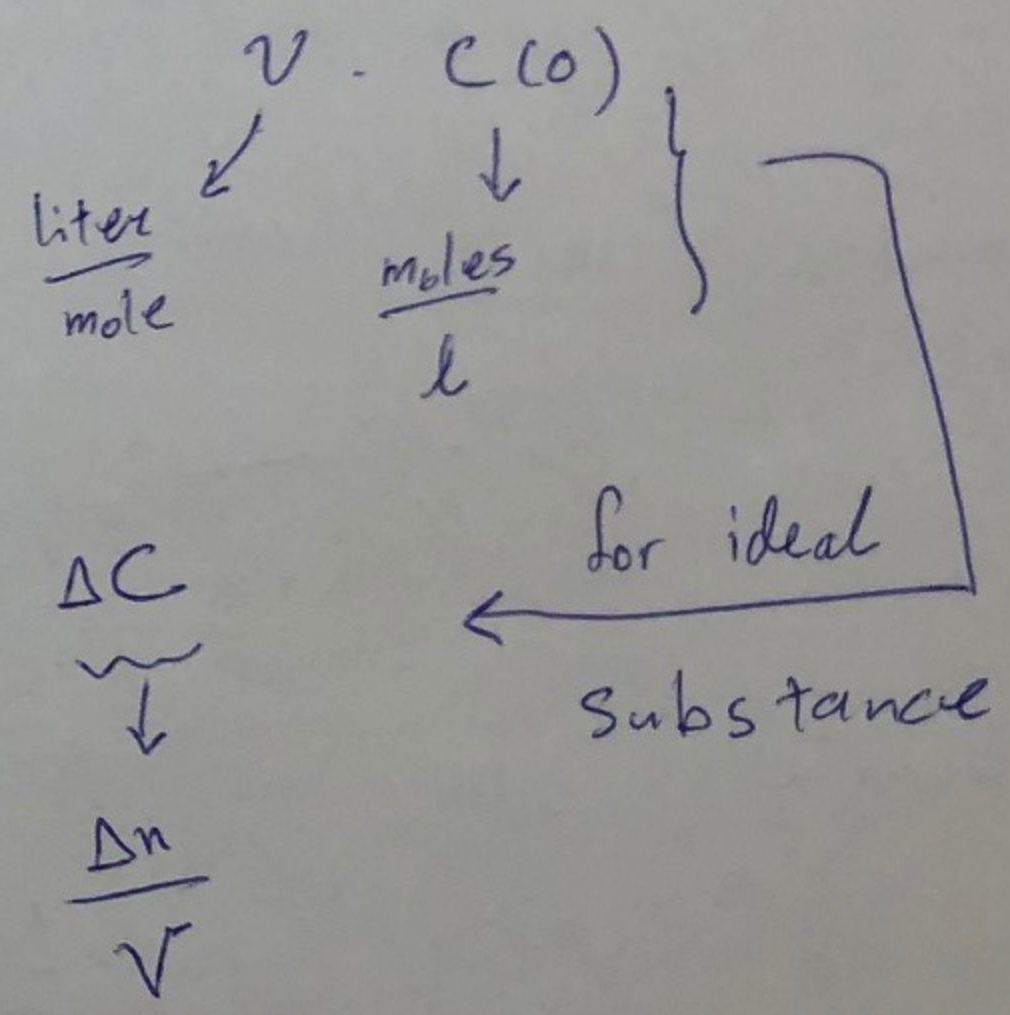 V . C (0)
liter
mole
moles
l
for ideal
substance
ΔC
Δn
V